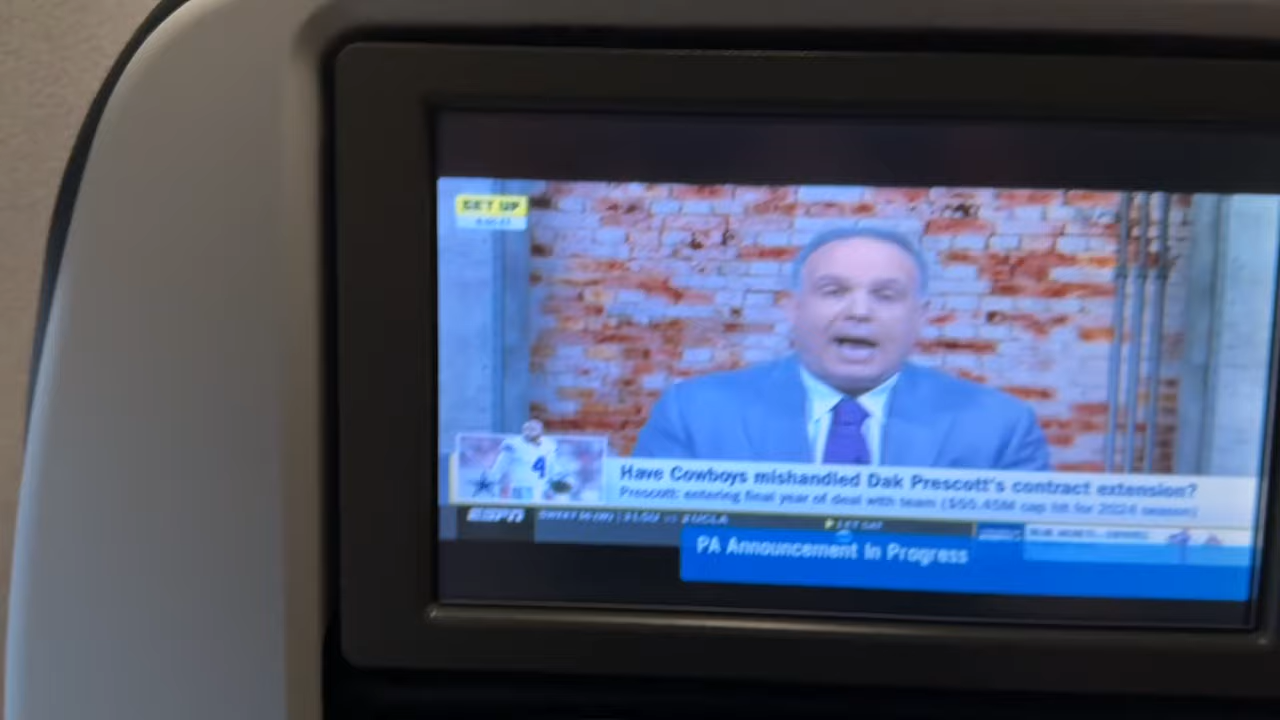 GET UP
4
Have Cowboys mishandled Dak Prescott's contract extension?
Prescott: entering final year of deal with team ($55.45M cap hit for 2024 season)
ESPN
PA Announcement In Progress